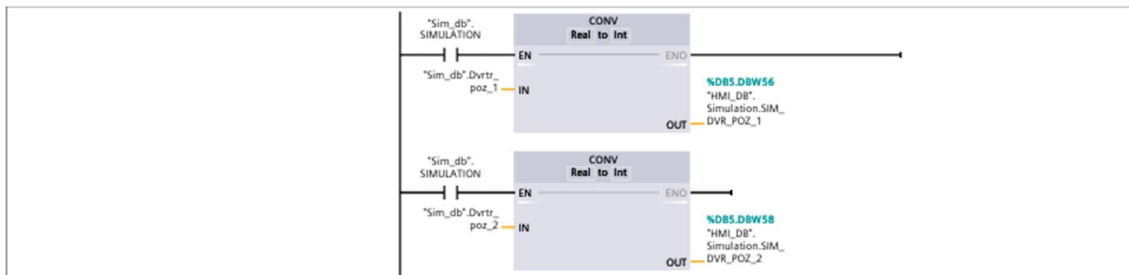 "Sim_db".
SIMULATION
CONV
Real to Int
EN
ENO
"Sim_db".Dvrtr_
poz_1
IN
%DB5.DBW56
"HMI_DB".
Simulation.SIM_
DVR_POZ_1
OUT
"Sim_db".
SIMULATION
CONV
Real to Int
EN
ENO
"Sim_db".Dvrtr_
poz_2
IN
%DB5.DBW58
"HMI_DB".
Simulation.SIM_
DVR_POZ_2
OUT